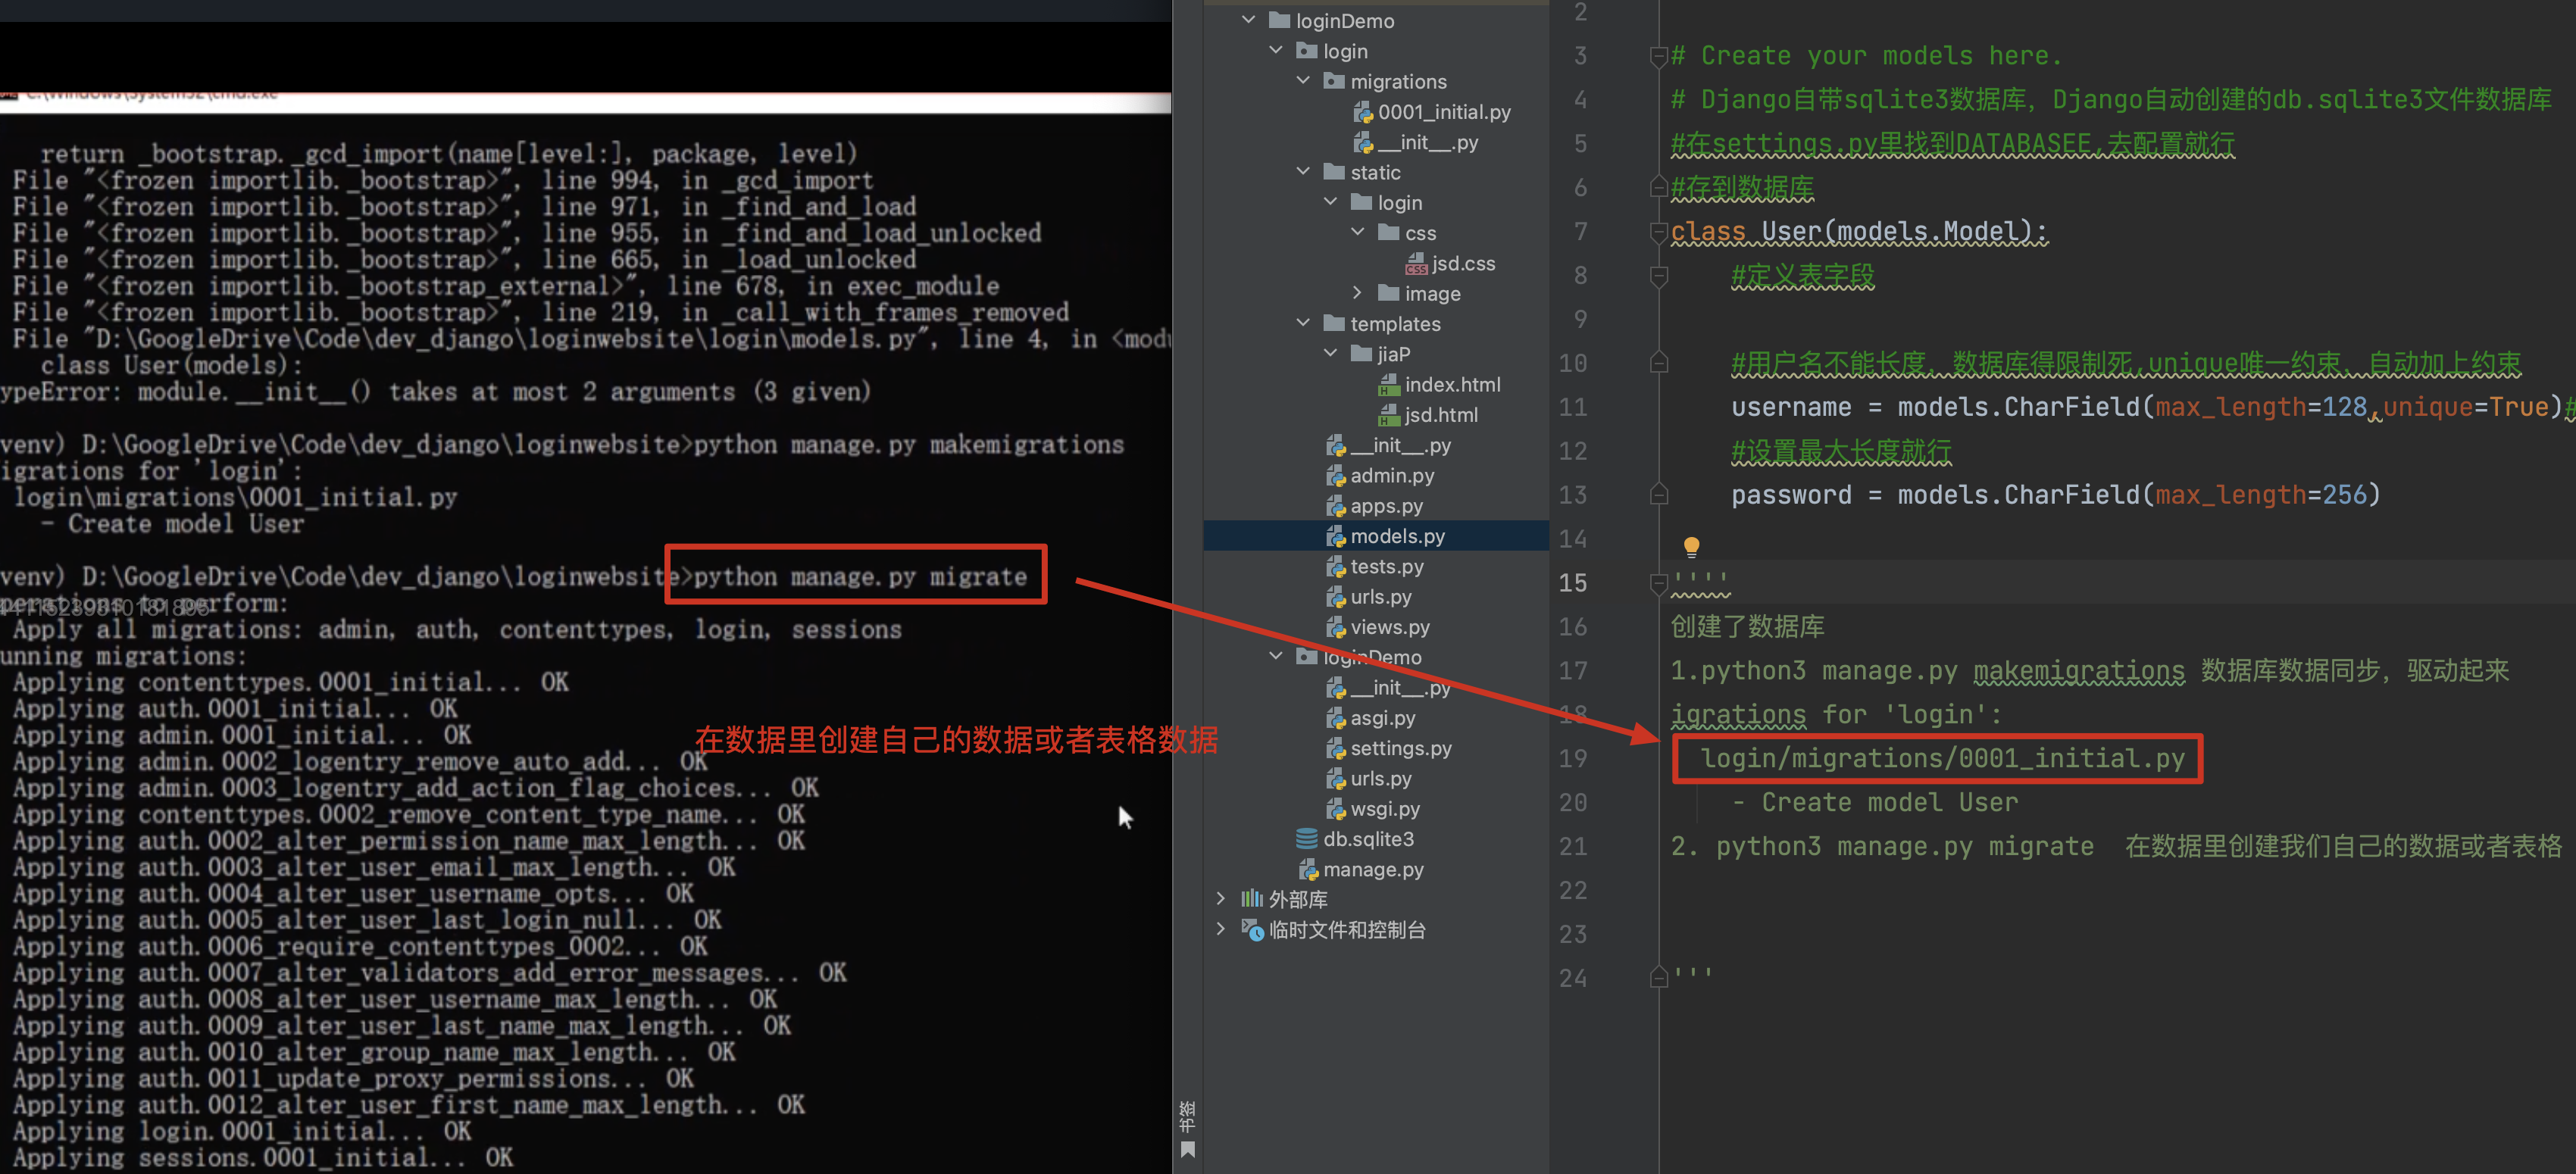 C:\Windows\System32\cmd.exe
return _bootstrap._gcd_import(name[level:], package, level)
File "<frozen importlib._bootstrap>", line 994, in _gcd_import
File "<frozen importlib._bootstrap>", line 971, in _find_and_load
File "<frozen importlib._bootstrap>", line 955, in _find_and_load_unlocked
File "<frozen importlib._bootstrap>", line 665, in _load_unlocked
File "<frozen importlib._bootstrap_external>", line 678, in exec_module
File "<frozen importlib._bootstrap>", line 219, in _call_with_frames_removed
File "D:\GoogleDrive\Code\dev_django\loginwebsite\login\models.py", line 4, in <modu
class User(models):
ypeError: module.__init__() takes at most 2 arguments (3 given)
venv) D:\GoogleDrive\Code\dev_django\loginwebsite>python manage.py makemigrations
igrations for 'login':
login\migrations\0001_initial.py
- Create model User
venv) D:\GoogleDrive\Code\dev_django\loginwebsite>python manage.py migrate
perations to perform:
Apply all migrations: admin, auth, contenttypes, login, sessions
unning migrations:
Applying contenttypes.0001_initial... OK
Applying auth.0001_initial... OK
Applying admin.0001_initial... OK
Applying admin.0002_logentry_remove_auto_add... OK
Applying admin.0003_logentry_add_action_flag_choices... OK
Applying contenttypes.0002_remove_content_type_name... OK
Applying auth.0002_alter_permission_name_max_length... OK
Applying auth.0003_alter_user_email_max_length... OK
Applying auth.0004_alter_user_username_opts... OK
Applying auth.0005_alter_user_last_login_null... OK
Applying auth.0006_require_contenttypes_0002... OK
Applying auth.0007_alter_validators_add_error_messages... OK
Applying auth.0008_alter_user_username_max_length... OK
Applying auth.0009_alter_user_last_name_max_length... OK
Applying auth.0010_alter_group_name_max_length... OK
Applying auth.0011_update_proxy_permissions... OK
Applying auth.0012_alter_user_first_name_max_length... OK
Applying login.0001_initial... OK
Applying sessions.0001_initial... OK
在数据里创建自己的数据或者表格数据
书签
loginDemo
login
migrations
0001_initial.py
__init__.py
static
login
css
jsd.css
image
templates
jiaP
index.html
jsd.html
__init__.py
admin.py
apps.py
models.py
tests.py
urls.py
views.py
loginDemo
__init__.py
asgi.py
settings.py
urls.py
wsgi.py
db.sqlite3
manage.py
外部库
临时文件和控制台
2
3 # Create your models here.
4 # Django自带sqlite3数据库，Django自动创建的db.sqlite3文件数据库
5 #在settings.py里找到DATABASEE,去配置就行
6 #存到数据库
7 class User(models.Model):
8 #定义表字段
9
10 #用户名不能长度，数据库得限制死,unique唯一约束，自动加上约束
11 username = models.CharField(max_length=128,unique=True)#
12 #设置最大长度就行
13 password = models.CharField(max_length=256)
14
15 ''''
16 创建了数据库
17 1.python3 manage.py makemigrations 数据库数据同步，驱动起来
18 igrations for 'login':
19 login/migrations/0001_initial.py
20 - Create model User
21 2. python3 manage.py migrate 在数据里创建我们自己的数据或者表格
22
23
24 '''